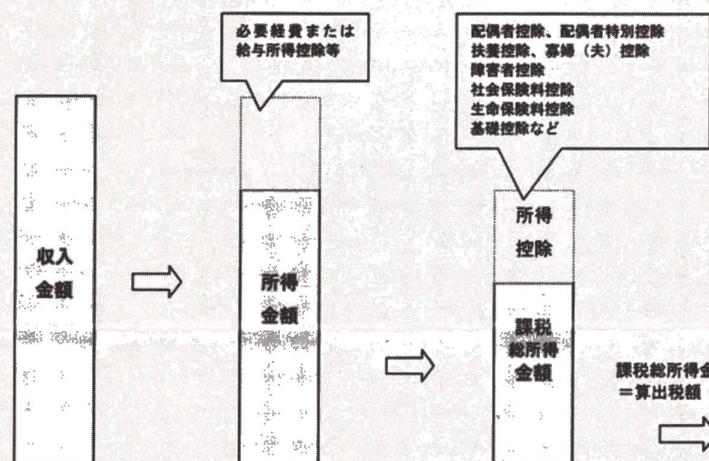 必要経費または
給与所得控除等
配偶者控除、配偶者特別控除
扶養控除、寡婦（夫）控除
障害者控除
社会保険料控除
生命保険料控除
基礎控除など
収入
金額
所得
金額
所得
控除
課税
総所得
金額
課税総所得金
＝算出税額